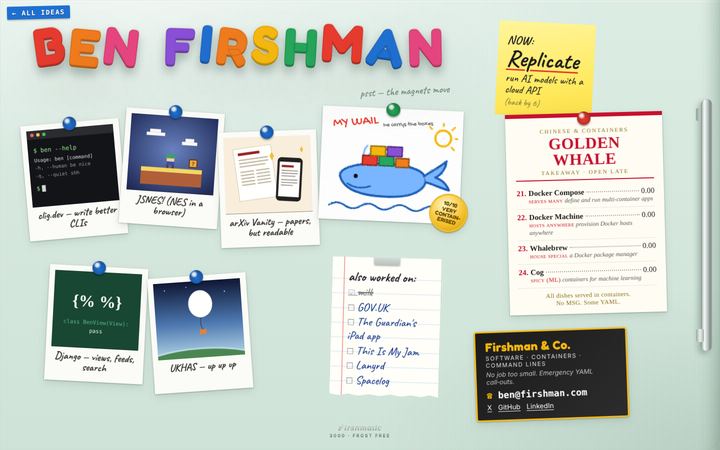 ← ALL IDEAS
BEN FIRSHMAN
psst — the magnets move
NOW:
Replicate
run AI models with a
cloud API
(back by 6)
$ ben --help
Usage: ben [command]
-h, --human be nice
-q, --quiet shh
$
clig.dev — write better
CLIs
?
JSNES! (NES in a
browser)
arXiv Vanity — papers,
but readable
MY WAIL he carrys the boxes
10/10
VERY
CONTAIN-
ERISED
CHINESE & CONTAINERS
GOLDEN
WHALE
TAKEAWAY · OPEN LATE
21. Docker Compose 0.00
SERVES MANY define and run multi-container apps
22. Docker Machine 0.00
HOSTS ANYWHERE provision Docker hosts
anywhere
23. Whalebrew 0.00
HOUSE SPECIAL a Docker package manager
24. Cog 0.00
SPICY (ML) containers for machine learning
All dishes served in containers.
No MSG. Some YAML.
{% %}
class BenView(View):
pass
Django — views, feeds,
search
UKHAS — up up up
also worked on:
milk
GOV.UK
The Guardian's
iPad app
This Is My Jam
Lanyrd
Spacelog
Firshman & Co.
SOFTWARE · CONTAINERS ·
COMMAND LINES
No job too small. Emergency YAML
call-outs.
☎ ben@firshman.com
X GitHub LinkedIn
Firshmatic
3000 · FROST FREE